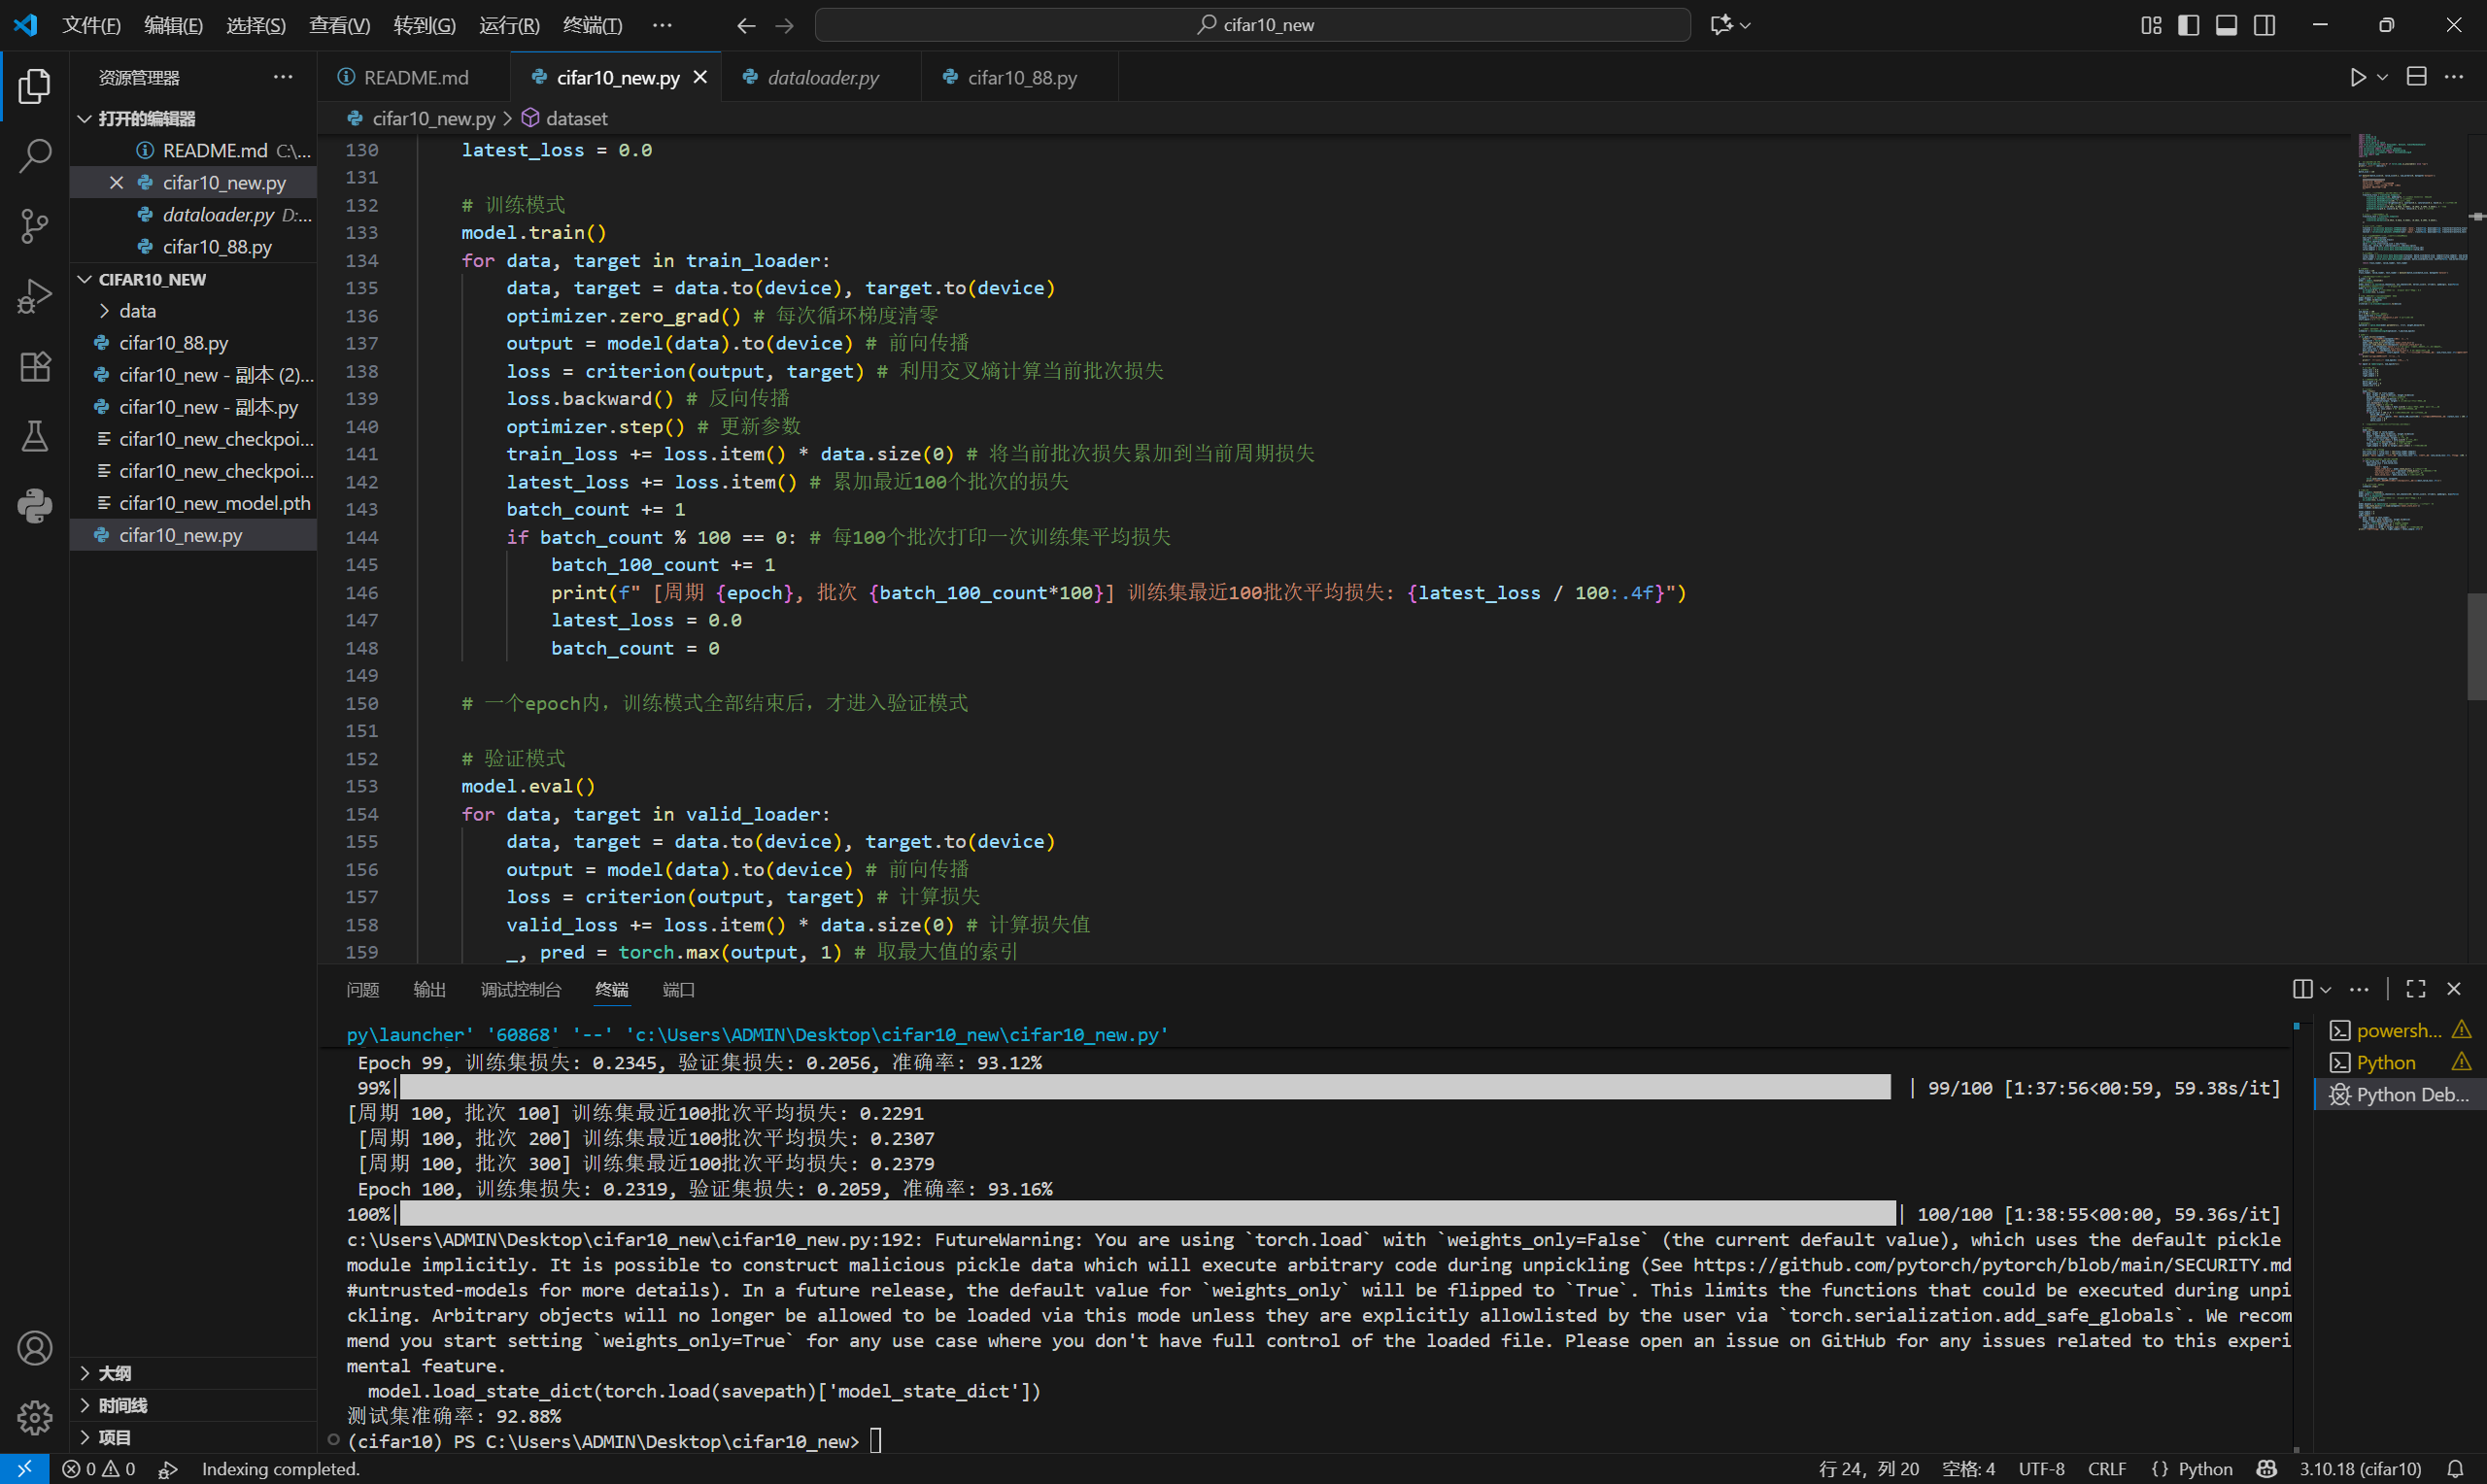 文件(F) 编辑(E) 选择(S) 查看(V) 转到(G) 运行(R) 终端(T) ··· cifar10_new
资源管理器 ···
打开的编辑器
README.md C:\...
cifar10_new.py
dataloader.py D:...
cifar10_88.py
CIFAR10_NEW
data
cifar10_88.py
cifar10_new - 副本 (2)...
cifar10_new - 副本.py
cifar10_new_checkpoi...
cifar10_new_checkpoi...
cifar10_new_model.pth
cifar10_new.py
大纲
时间线
项目
README.md cifar10_new.py dataloader.py cifar10_88.py
cifar10_new.py > dataset
130 latest_loss = 0.0
131
132 # 训练模式
133 model.train()
134 for data, target in train_loader:
135 data, target = data.to(device), target.to(device)
136 optimizer.zero_grad() # 每次循环梯度清零
137 output = model(data).to(device) # 前向传播
138 loss = criterion(output, target) # 利用交叉熵计算当前批次损失
139 loss.backward() # 反向传播
140 optimizer.step() # 更新参数
141 train_loss += loss.item() * data.size(0) # 将当前批次损失累加到当前周期损失
142 latest_loss += loss.item() # 累加最近100个批次的损失
143 batch_count += 1
144 if batch_count % 100 == 0: # 每100个批次打印一次训练集平均损失
145 batch_100_count += 1
146 print(f" [周期 {epoch}, 批次 {batch_100_count*100}] 训练集最近100批次平均损失: {latest_loss / 100:.4f}")
147 latest_loss = 0.0
148 batch_count = 0
149
150 # 一个epoch内，训练模式全部结束后，才进入验证模式
151
152 # 验证模式
153 model.eval()
154 for data, target in valid_loader:
155 data, target = data.to(device), target.to(device)
156 output = model(data).to(device) # 前向传播
157 loss = criterion(output, target) # 计算损失
158 valid_loss += loss.item() * data.size(0) # 计算损失值
159 _, pred = torch.max(output, 1) # 取最大值的索引
问题 输出 调试控制台 终端 端口
py\launcher' '60868' '--' 'c:\Users\ADMIN\Desktop\cifar10_new\cifar10_new.py'
Epoch 99, 训练集损失: 0.2345, 验证集损失: 0.2056, 准确率: 93.12%
99%| | 99/100 [1:37:56<00:59, 59.38s/it]
[周期 100, 批次 100] 训练集最近100批次平均损失: 0.2291
[周期 100, 批次 200] 训练集最近100批次平均损失: 0.2307
[周期 100, 批次 300] 训练集最近100批次平均损失: 0.2379
Epoch 100, 训练集损失: 0.2319, 验证集损失: 0.2059, 准确率: 93.16%
100%| | 100/100 [1:38:55<00:00, 59.36s/it]
c:\Users\ADMIN\Desktop\cifar10_new\cifar10_new.py:192: FutureWarning: You are using `torch.load` with `weights_only=False` (the current default value), which uses the default pickle
module implicitly. It is possible to construct malicious pickle data which will execute arbitrary code during unpickling (See https://github.com/pytorch/pytorch/blob/main/SECURITY.md
#untrusted-models for more details). In a future release, the default value for `weights_only` will be flipped to `True`. This limits the functions that could be executed during unpi
ckling. Arbitrary objects will no longer be allowed to be loaded via this mode unless they are explicitly allowlisted by the user via `torch.serialization.add_safe_globals`. We recom
mend you start setting `weights_only=True` for any use case where you don't have full control of the loaded file. Please open an issue on GitHub for any issues related to this experi
mental feature.
model.load_state_dict(torch.load(savepath)['model_state_dict'])
测试集准确率: 92.88%
(cifar10) PS C:\Users\ADMIN\Desktop\cifar10_new>
powersh...
Python
Python Deb...
0 0 Indexing completed. 行 24, 列 20 空格: 4 UTF-8 CRLF {} Python 3.10.18 (cifar10)